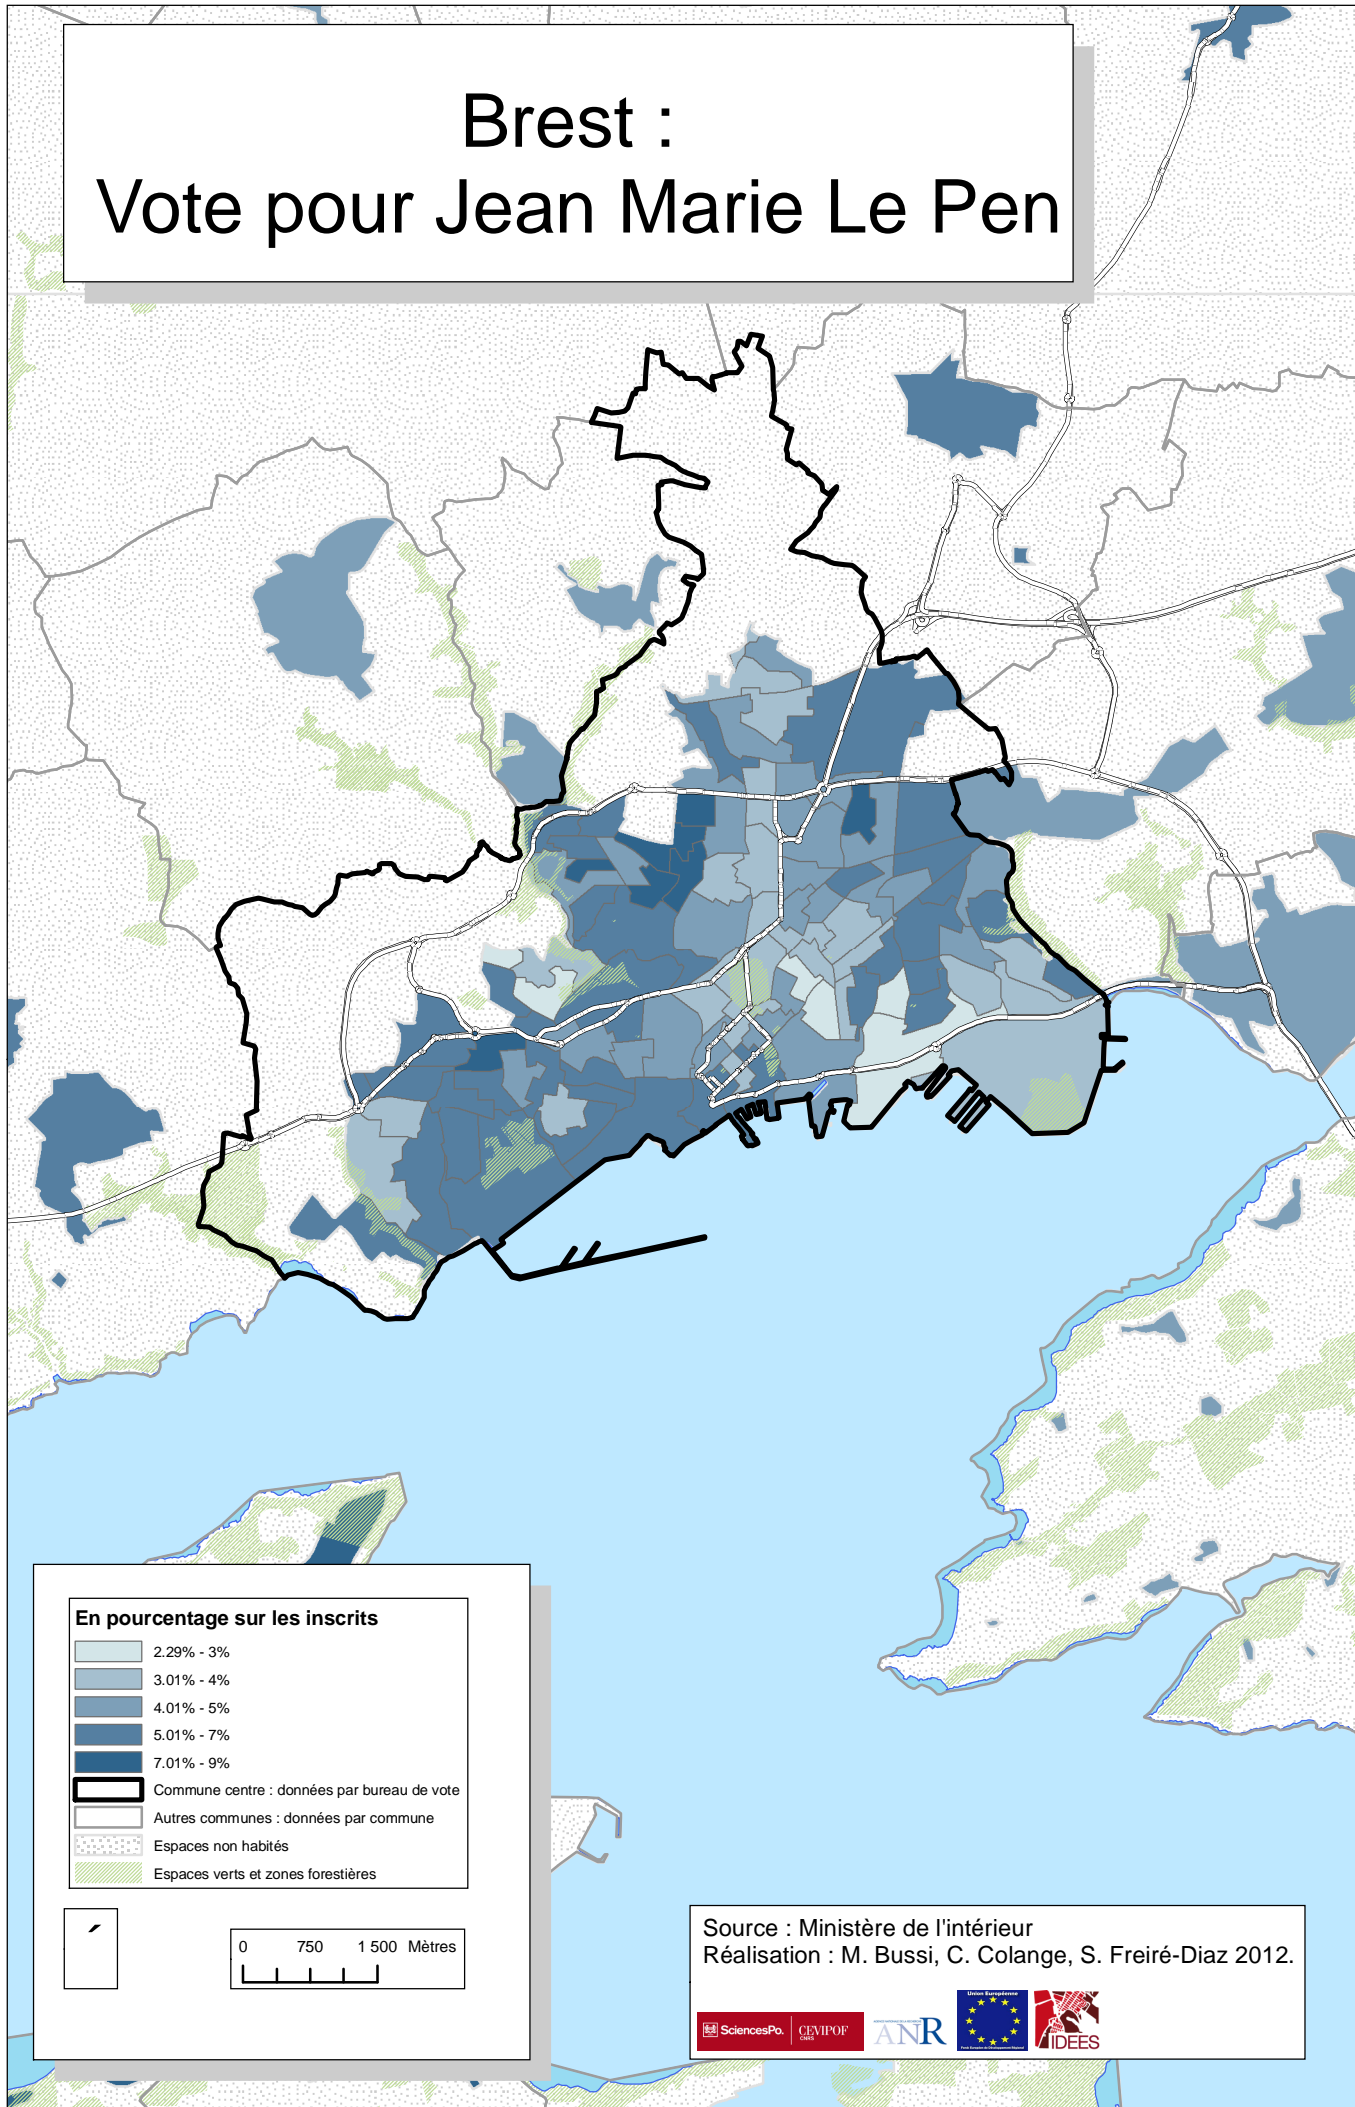 Brest :
Vote pour Jean Marie Le Pen
En pourcentage sur les inscrits
2.29% - 3%
3.01% - 4%
4.01% - 5%
5.01% - 7%
7.01% - 9%
Commune centre : données par bureau de vote
Autres communes : données par commune
Espaces non habités
Espaces verts et zones forestières
0 750 1 500 Mètres
Source : Ministère de l'intérieur
Réalisation : M. Bussi, C. Colange, S. Freiré-Diaz 2012.
SciencesPo.
CEVIPOF
CNRS
ANR
Union Européenne
IDEES